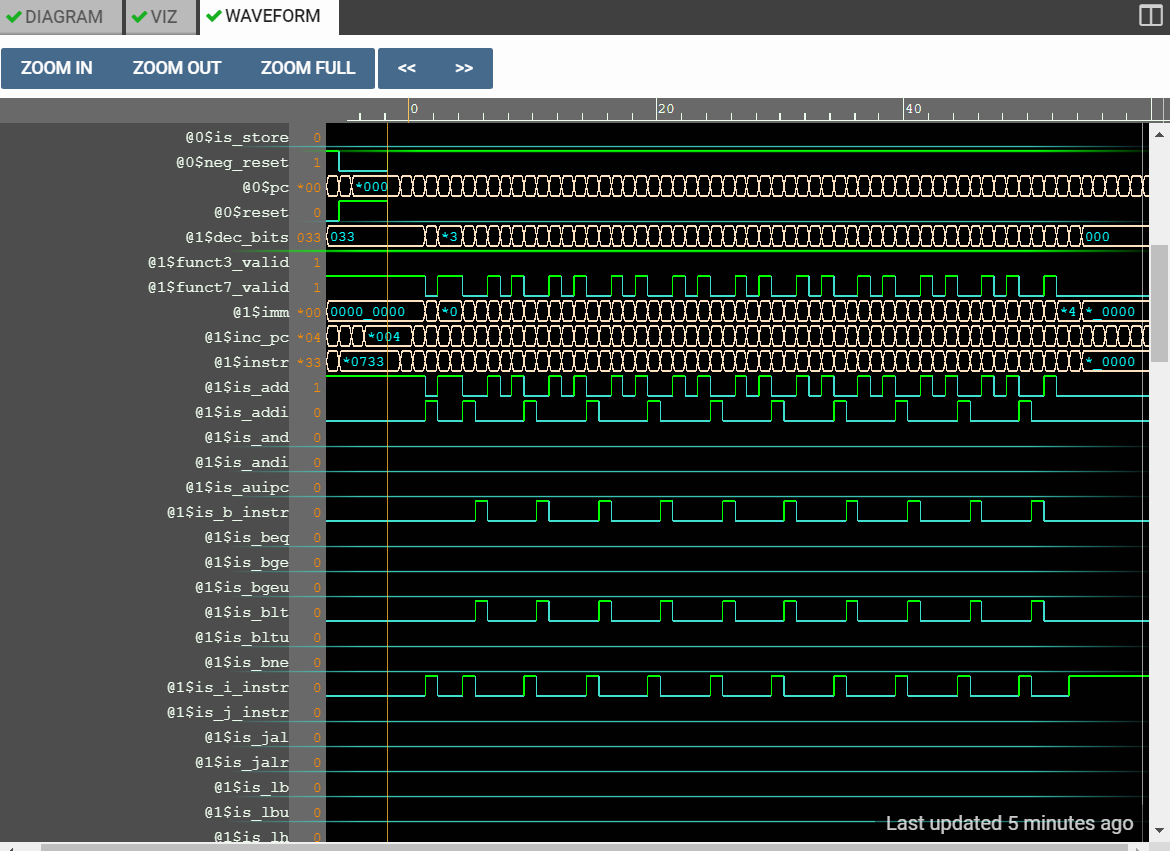 DIAGRAM VIZ WAVEFORM
ZOOM IN ZOOM OUT ZOOM FULL << >>
0 20 40
@0$is_store 0
@0$neg_reset 1
@0$pc *00 *000
@0$reset 0
@1$dec_bits 033 033 *3 000
@1$funct3_valid 1
@1$funct7_valid 1
@1$imm *00 0000_0000 *0 *4 *_0000
@1$inc_pc *04 *004
@1$instr *33 *0733 *_0000
@1$is_add 1
@1$is_addi 0
@1$is_and 0
@1$is_andi 0
@1$is_auipc 0
@1$is_b_instr 0
@1$is_beq 0
@1$is_bge 0
@1$is_bgeu 0
@1$is_blt 0
@1$is_bltu 0
@1$is_bne 0
@1$is_i_instr 0
@1$is_j_instr 0
@1$is_jal 0
@1$is_jalr 0
@1$is_lb 0
@1$is_lbu 0
@1$is_lh 0
Last updated 5 minutes ago